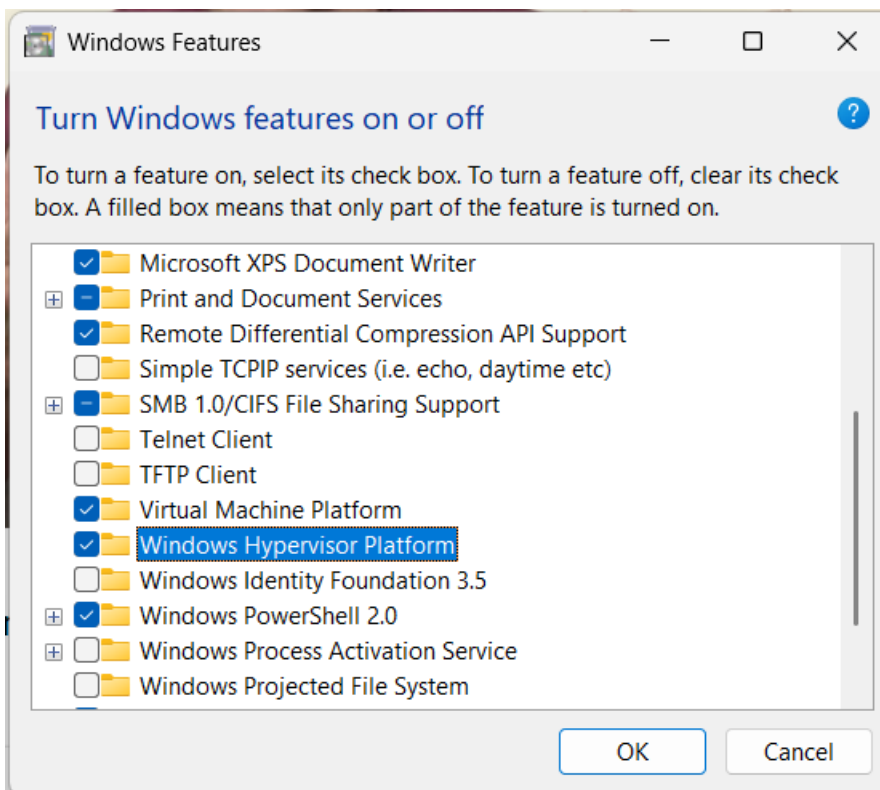 Windows Features
Turn Windows features on or off
?
To turn a feature on, select its check box. To turn a feature off, clear its check
box. A filled box means that only part of the feature is turned on.
Microsoft XPS Document Writer
Print and Document Services
Remote Differential Compression API Support
Simple TCPIP services (i.e. echo, daytime etc)
SMB 1.0/CIFS File Sharing Support
Telnet Client
TFTP Client
Virtual Machine Platform
Windows Hypervisor Platform
Windows Identity Foundation 3.5
Windows PowerShell 2.0
Windows Process Activation Service
Windows Projected File System
OK
Cancel